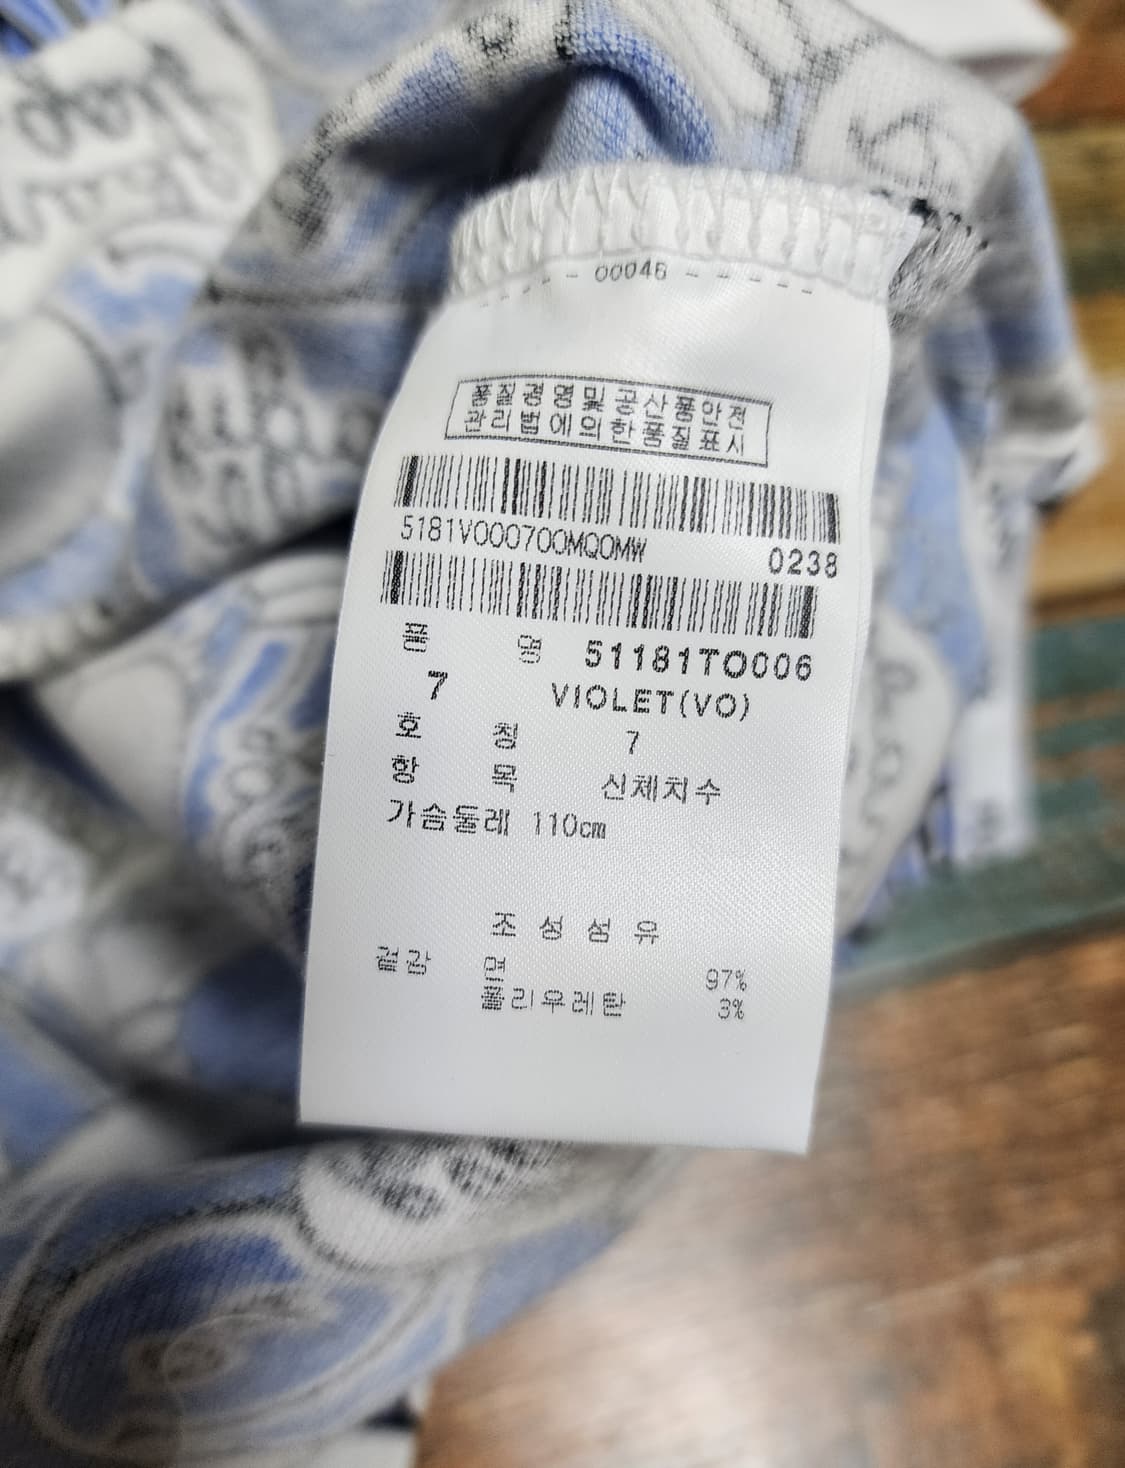 00046
품질경영및공산품안전
관리법에의한품질표시
5181V000700MQ0MW 0238
품 명 51181TO006
7 VIOLET(VO)
호 칭 7
항 목 신체치수
가슴둘레 110cm
조성섬유
겉감 면 97%
폴리우레탄 3%